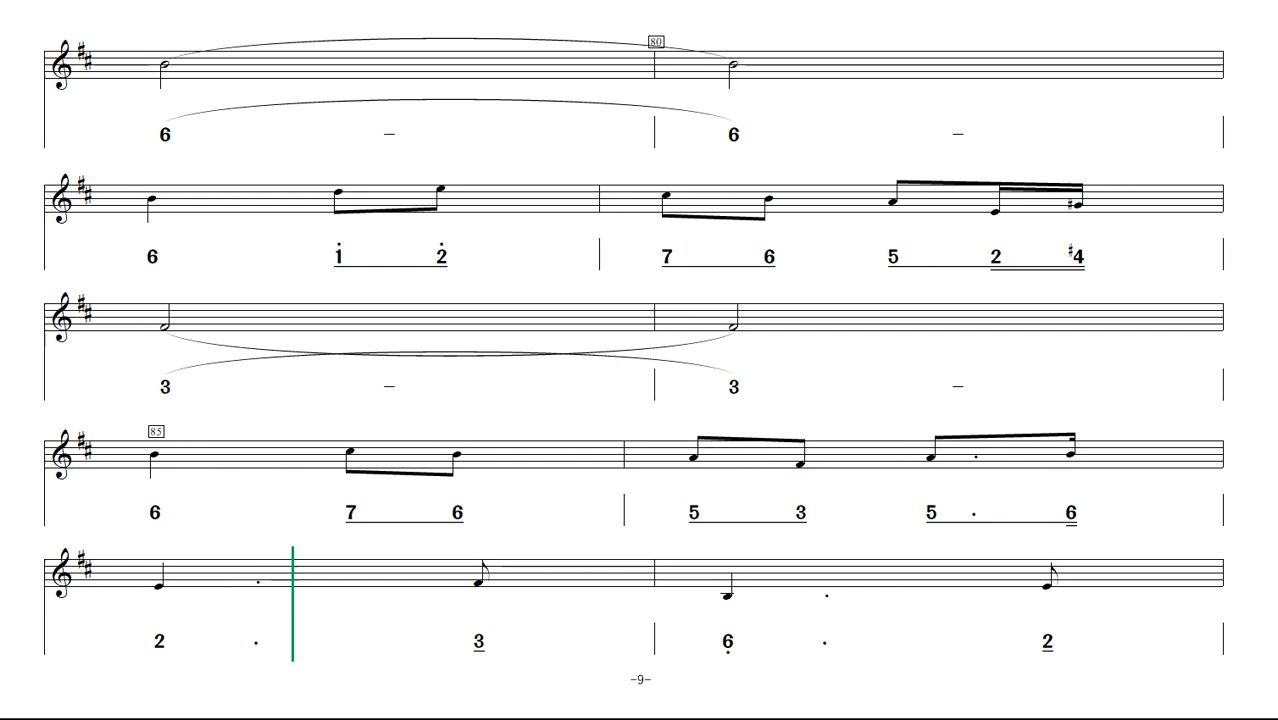 80
6 – 6 –
6 1̇ 2̇ 7 6 5 2 #4
3 – 3 –
85
6 7 6 5 3 5 · 6
2 · 3 6̣ · 2
-9-